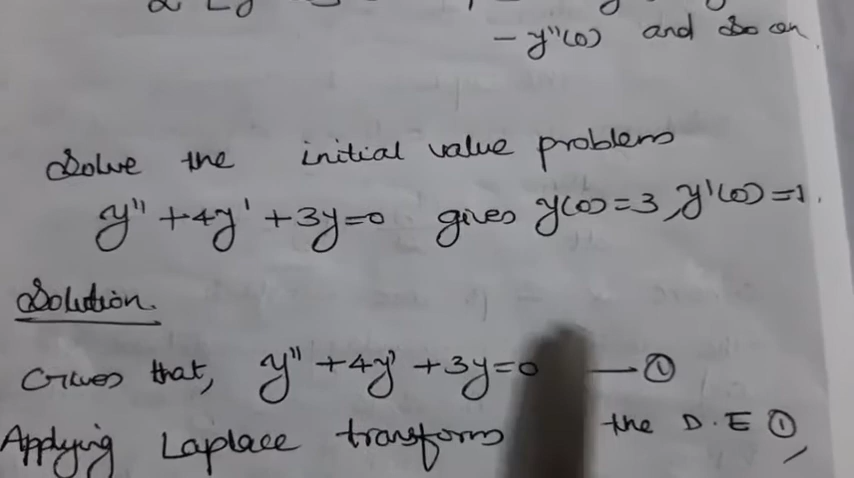 - y''(0) and so on.
Solve the initial value problem
y'' + 4y' + 3y = 0 given y(0) = 3, y'(0) = 1.
Solution.
Given that, y'' + 4y' + 3y = 0 — ①
Applying Laplace transform the D.E ①,